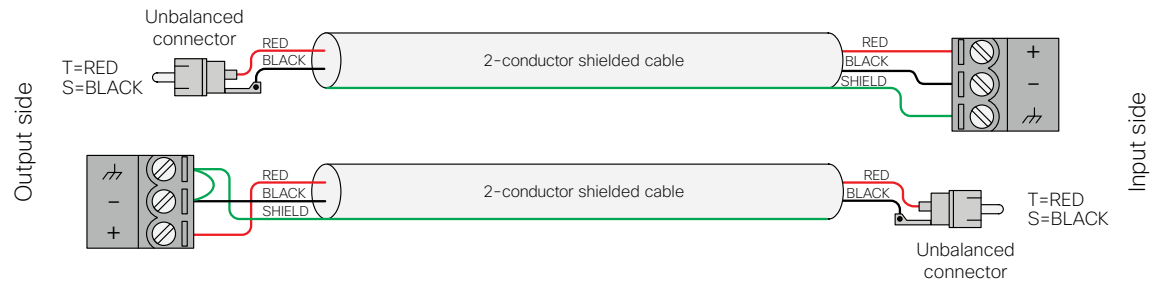 Unbalanced
connector
T=RED
S=BLACK
RED
BLACK
2-conductor shielded cable
RED
BLACK
SHIELD
+
−
Output side
Input side
−
+
RED
BLACK
SHIELD
2-conductor shielded cable
RED
BLACK
T=RED
S=BLACK
Unbalanced
connector